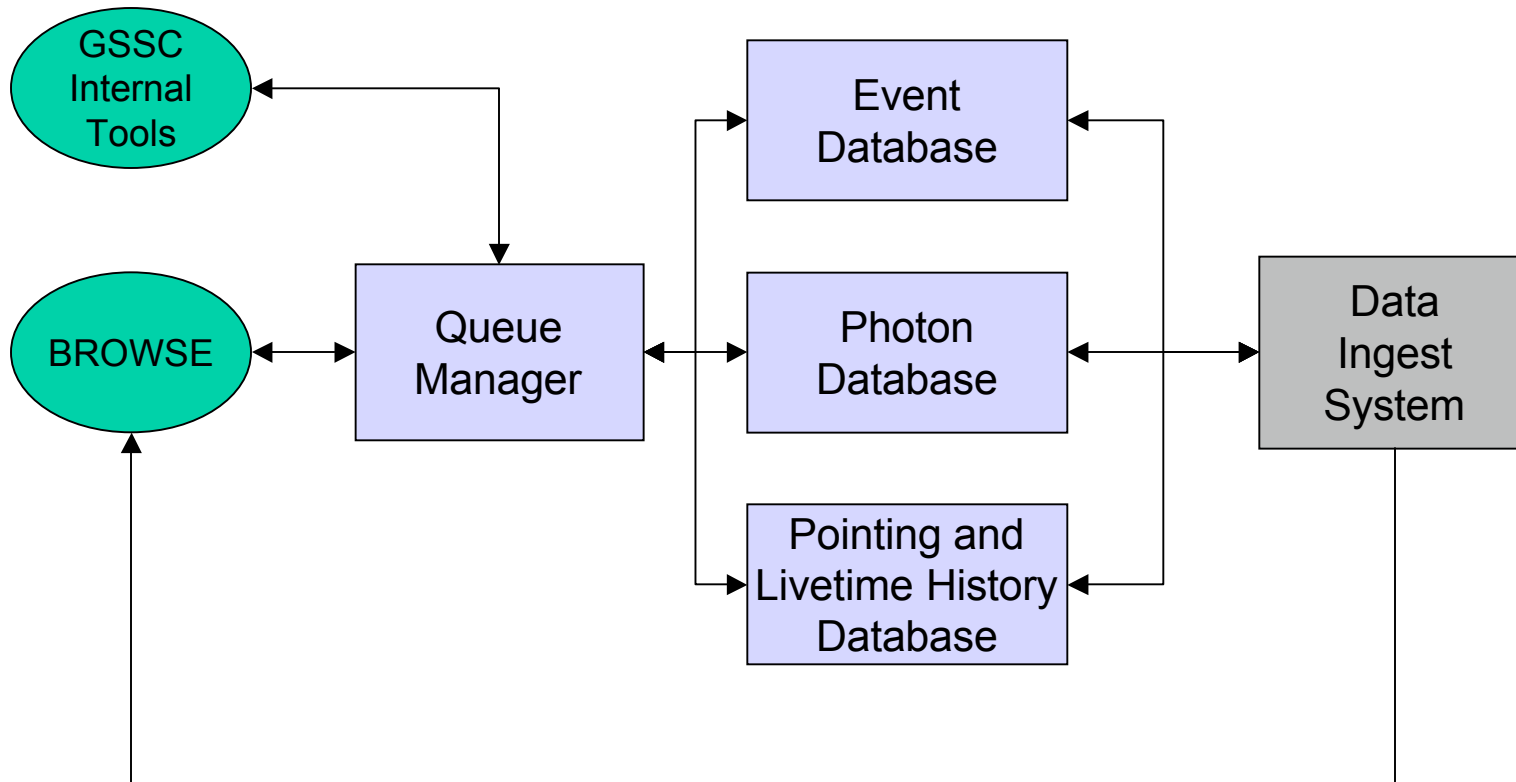 GSSC
Internal
Tools
Event
Database
BROWSE
Queue
Manager
Photon
Database
Data
Ingest
System
Pointing and
Livetime History
Database